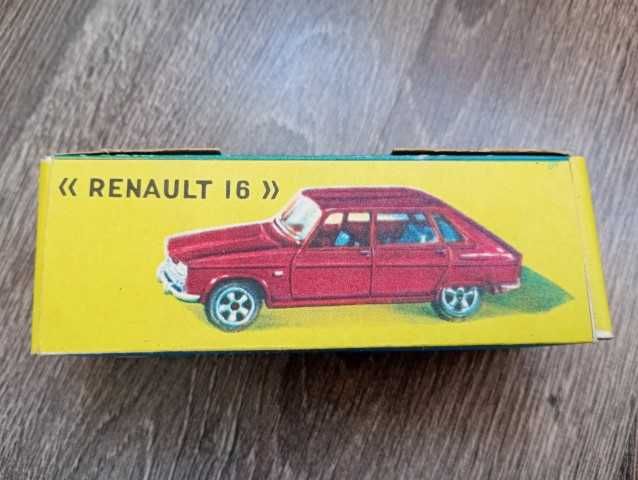 « RENAULT 16 »